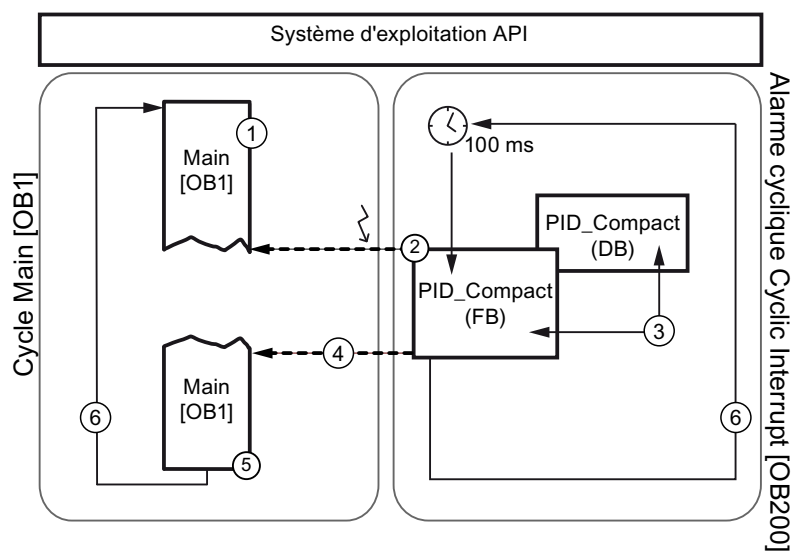 Système d'exploitation API
Cycle Main [OB1]
Main
[OB1]
1
2
4
Main
[OB1]
5
6
100 ms
PID_Compact
(DB)
PID_Compact
(FB)
3
6
Alarme cyclique Cyclic Interrupt [OB200]